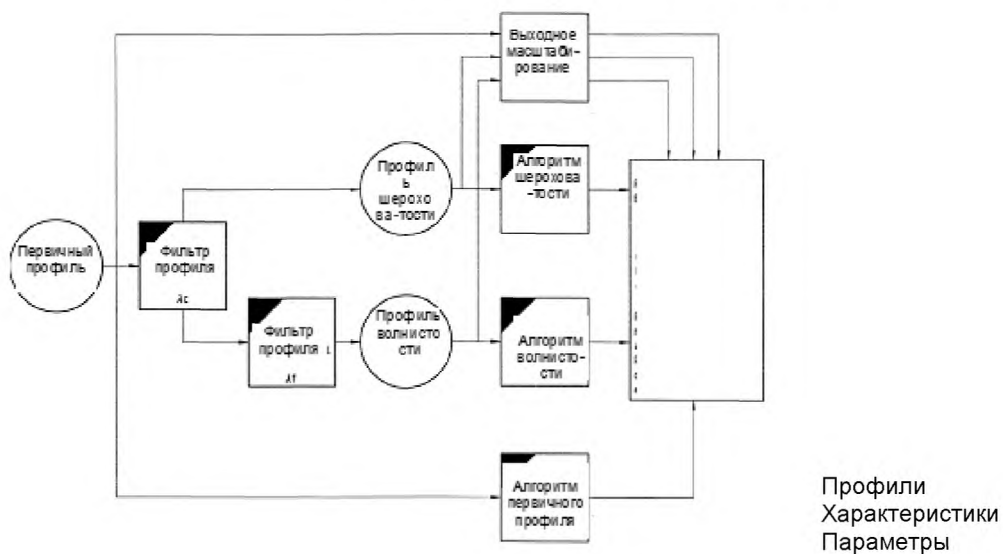 Выходное
масштаби-
рование
Профил
ь
шерохо
ва-тости
Алгоритм
шерохова
-тости
Первичный
профиль
Фильтр
профиля
λc
Фильтр
профиля
λf
Профиль
волнисто
сти
Алгоритм
волнисто-
сти
Алгоритм
первичного
профиля
Профили
Характеристики
Параметры